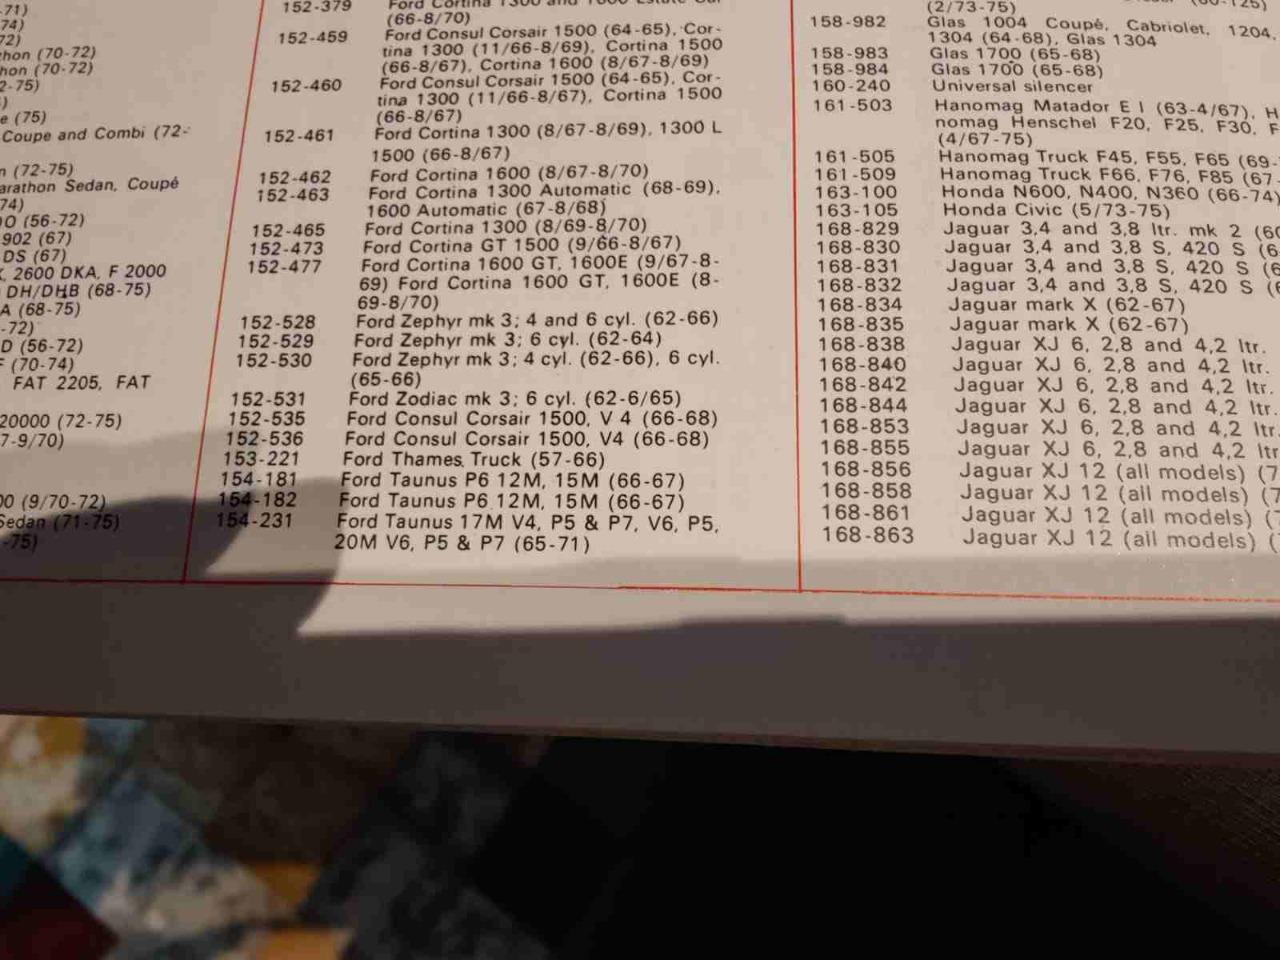 71)
74)
72)
thon (70-72)
hon (70-72)
2-75)
)
e (75)
Coupe and Combi (72-
n (72-75)
arathon Sedan, Coupé
74)
O (56-72)
902 (67)
DS (67)
2600 DKA, F 2000
DH/DHB (68-75)
A (68-75)
-72)
D (56-72)
(70-74)
FAT 2205, FAT
20000 (72-75)
7-9/70)
00 (9/70-72)
Sedan (71-75)
-75)
152-379 Ford Cortina 1300 and
(66-8/70)
152-459 Ford Consul Corsair 1500 (64-65), Cor-
tina 1300 (11/66-8/69), Cortina 1500
(66-8/67), Cortina 1600 (8/67-8/69)
152-460 Ford Consul Corsair 1500 (64-65), Cor-
tina 1300 (11/66-8/67), Cortina 1500
(66-8/67)
152-461 Ford Cortina 1300 (8/67-8/69), 1300 L
1500 (66-8/67)
152-462 Ford Cortina 1600 (8/67-8/70)
152-463 Ford Cortina 1300 Automatic (68-69),
1600 Automatic (67-8/68)
152-465 Ford Cortina 1300 (8/69-8/70)
152-473 Ford Cortina GT 1500 (9/66-8/67)
152-477 Ford Cortina 1600 GT, 1600E (9/67-8-
69) Ford Cortina 1600 GT, 1600E (8-
69-8/70)
152-528 Ford Zephyr mk 3; 4 and 6 cyl. (62-66)
152-529 Ford Zephyr mk 3; 6 cyl. (62-64)
152-530 Ford Zephyr mk 3; 4 cyl. (62-66), 6 cyl.
(65-66)
152-531 Ford Zodiac mk 3; 6 cyl. (62-6/65)
152-535 Ford Consul Corsair 1500, V 4 (66-68)
152-536 Ford Consul Corsair 1500, V4 (66-68)
153-221 Ford Thames Truck (57-66)
154-181 Ford Taunus P6 12M, 15M (66-67)
154-182 Ford Taunus P6 12M, 15M (66-67)
154-231 Ford Taunus 17M V4, P5 & P7, V6, P5,
20M V6, P5 & P7 (65-71)
(2/73-75)
158-982 Glas 1004 Coupé, Cabriolet, 1204,
1304 (64-68), Glas 1304
158-983 Glas 1700 (65-68)
158-984 Glas 1700 (65-68)
160-240 Universal silencer
161-503 Hanomag Matador E I (63-4/67), H
nomag Henschel F20, F25, F30, F
(4/67-75)
161-505 Hanomag Truck F45, F55, F65 (69-
161-509 Hanomag Truck F66, F76, F85 (67-
163-100 Honda N600, N400, N360 (66-74)
163-105 Honda Civic (5/73-75)
168-829 Jaguar 3,4 and 3,8 ltr. mk 2 (60
168-830 Jaguar 3,4 and 3,8 S, 420 S (6
168-831 Jaguar 3,4 and 3,8 S, 420 S (6
168-832 Jaguar 3,4 and 3,8 S, 420 S (6
168-834 Jaguar mark X (62-67)
168-835 Jaguar mark X (62-67)
168-838 Jaguar XJ 6, 2,8 and 4,2 ltr.
168-840 Jaguar XJ 6, 2,8 and 4,2 ltr.
168-842 Jaguar XJ 6, 2,8 and 4,2 ltr.
168-844 Jaguar XJ 6, 2,8 and 4,2 ltr.
168-853 Jaguar XJ 6, 2,8 and 4,2 ltr.
168-855 Jaguar XJ 6, 2,8 and 4,2 ltr
168-856 Jaguar XJ 12 (all models) (7
168-858 Jaguar XJ 12 (all models) (7
168-861 Jaguar XJ 12 (all models) (
168-863 Jaguar XJ 12 (all models) (